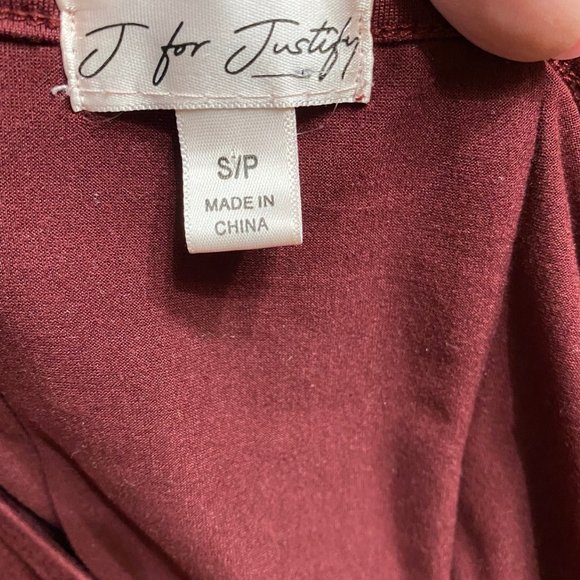 J for Justify
S/P
MADE IN
CHINA